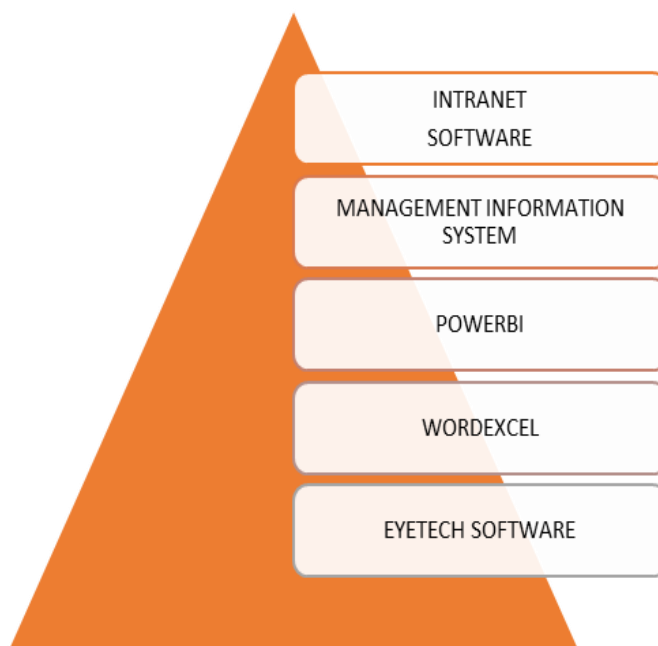 INTRANET
SOFTWARE
MANAGEMENT INFORMATION
SYSTEM
POWERBI
WORDEXCEL
EYETECH SOFTWARE